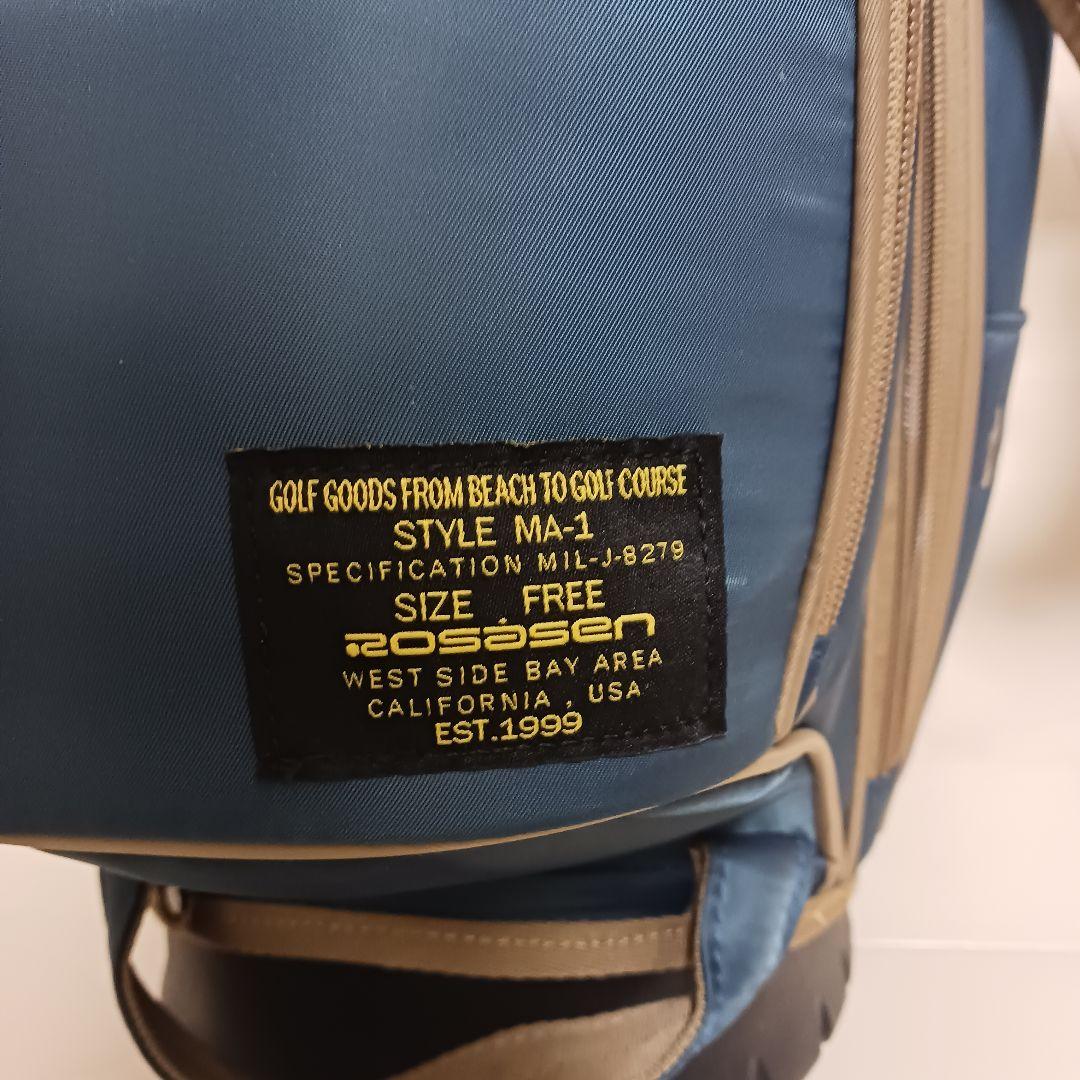 GOLF GOODS FROM BEACH TO GOLF COURSE
STYLE MA-1
SPECIFICATION MIL-J-8279
SIZE FREE
ROSÁSEN
WEST SIDE BAY AREA
CALIFORNIA , USA
EST.1999